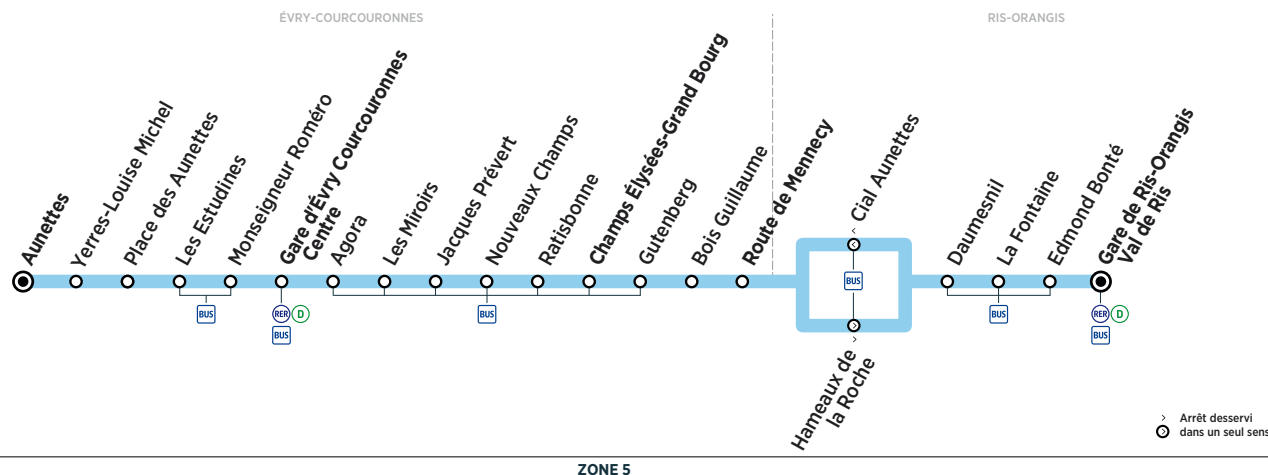 ÉVRY-COURCOURONNES
RIS-ORANGIS
Aunettes
Yerres-Louise Michel
Place des Aunettes
Les Estudines
Monseigneur Roméro
Gare d'Évry Courcouronnes
Centre
Agora
Les Miroirs
Jacques Prévert
Nouveaux Champs
Ratisbonne
Champs Élysées-Grand Bourg
Gutenberg
Bois Guillaume
Route de Mennecy
Cial Aunettes
Hameaux de
la Roche
Daumesnil
La Fontaine
Edmond Bonté
Gare de Ris-Orangis
Val de Ris
BUS
RER D
BUS
BUS
BUS
BUS
RER D
BUS
Arrêt desservi
dans un seul sens
ZONE 5